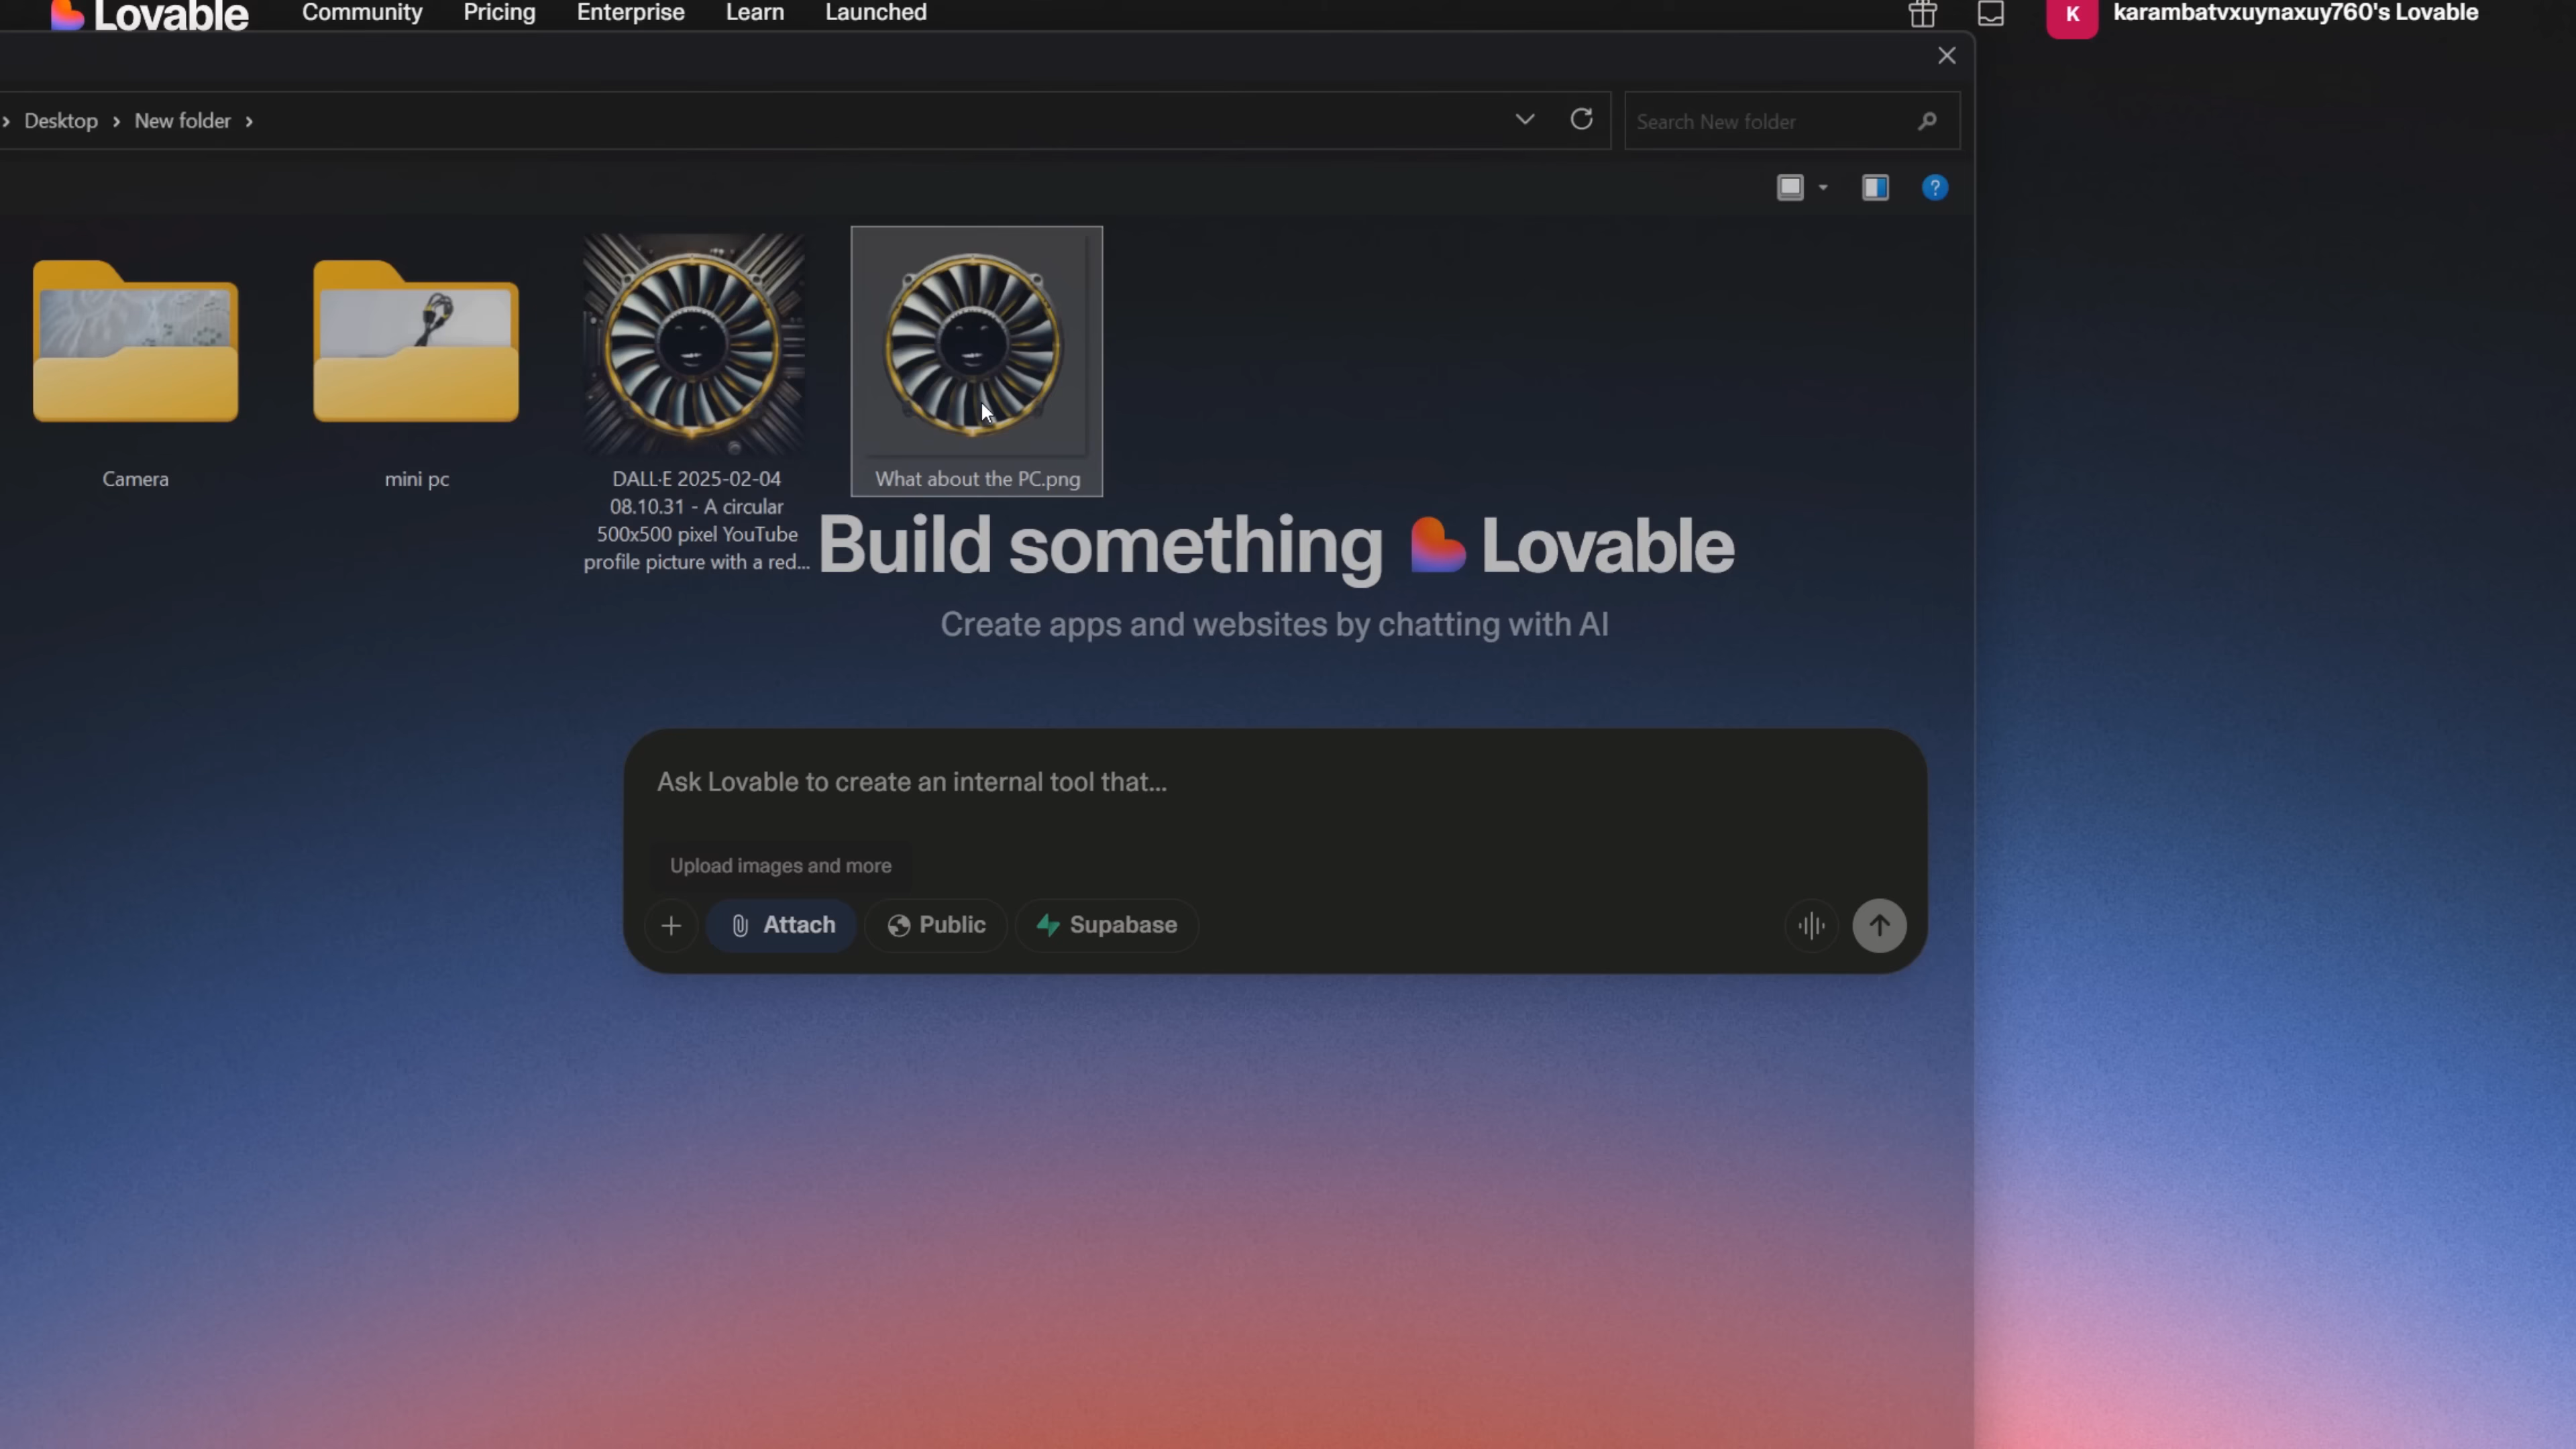 Lovable
Community
Pricing
Enterprise
Learn
Launched
K
karambatvxuynaxuy760's Lovable
Desktop
New folder
Search New folder
?
Camera
mini pc
DALL·E 2025-02-04
08.10.31 - A circular
500x500 pixel YouTube
profile picture with a red...
What about the PC.png
Build something Lovable
Create apps and websites by chatting with AI
Ask Lovable to create an internal tool that...
Upload images and more
Attach
Public
Supabase